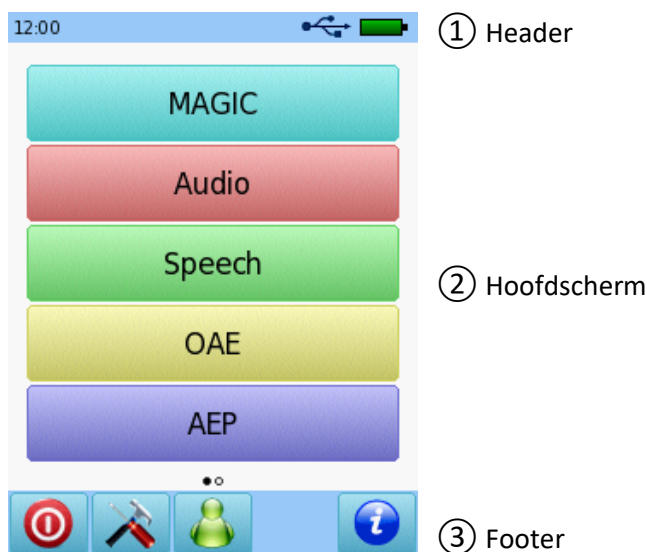 12:00
① Header
MAGIC
Audio
Speech
② Hoofdscherm
OAE
AEP
③ Footer